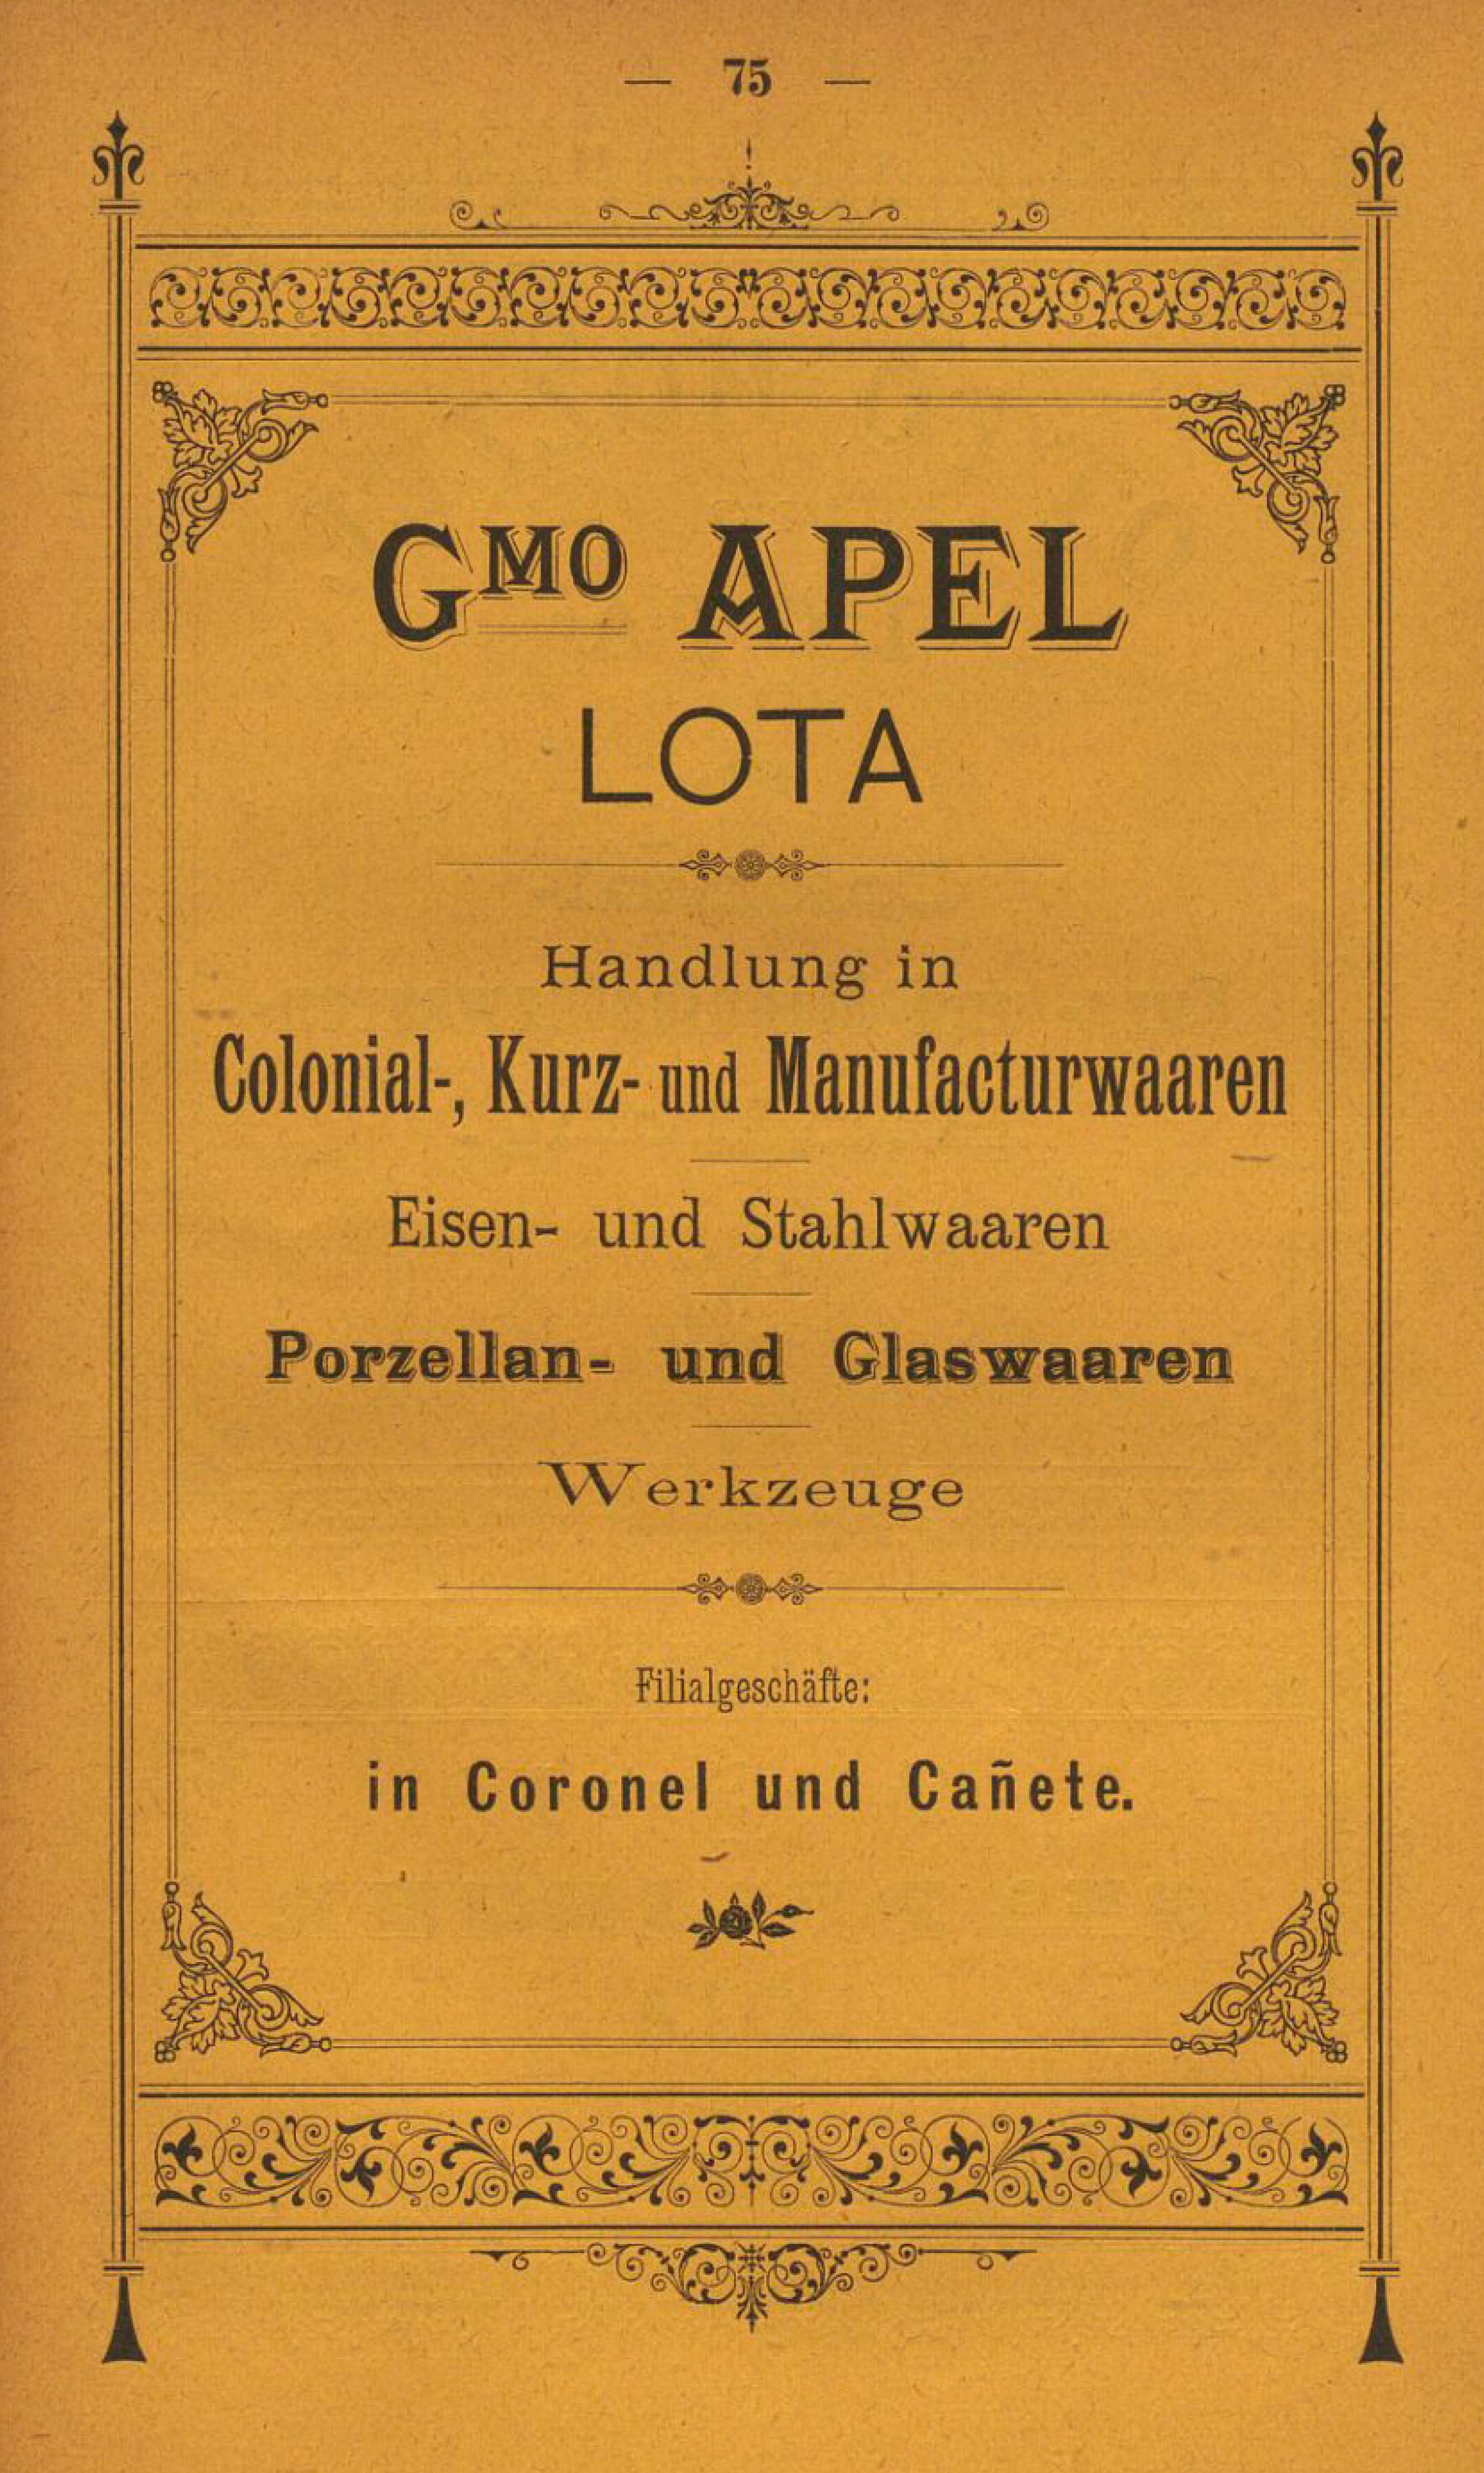 — 75 —
GMO APEL
LOTA
Handlung in
Colonial-, Kurz- und Manufacturwaaren
Eisen- und Stahlwaaren
Porzellan- und Glaswaaren
Werkzeuge
Filialgeschäfte:
in Coronel und Cañete.